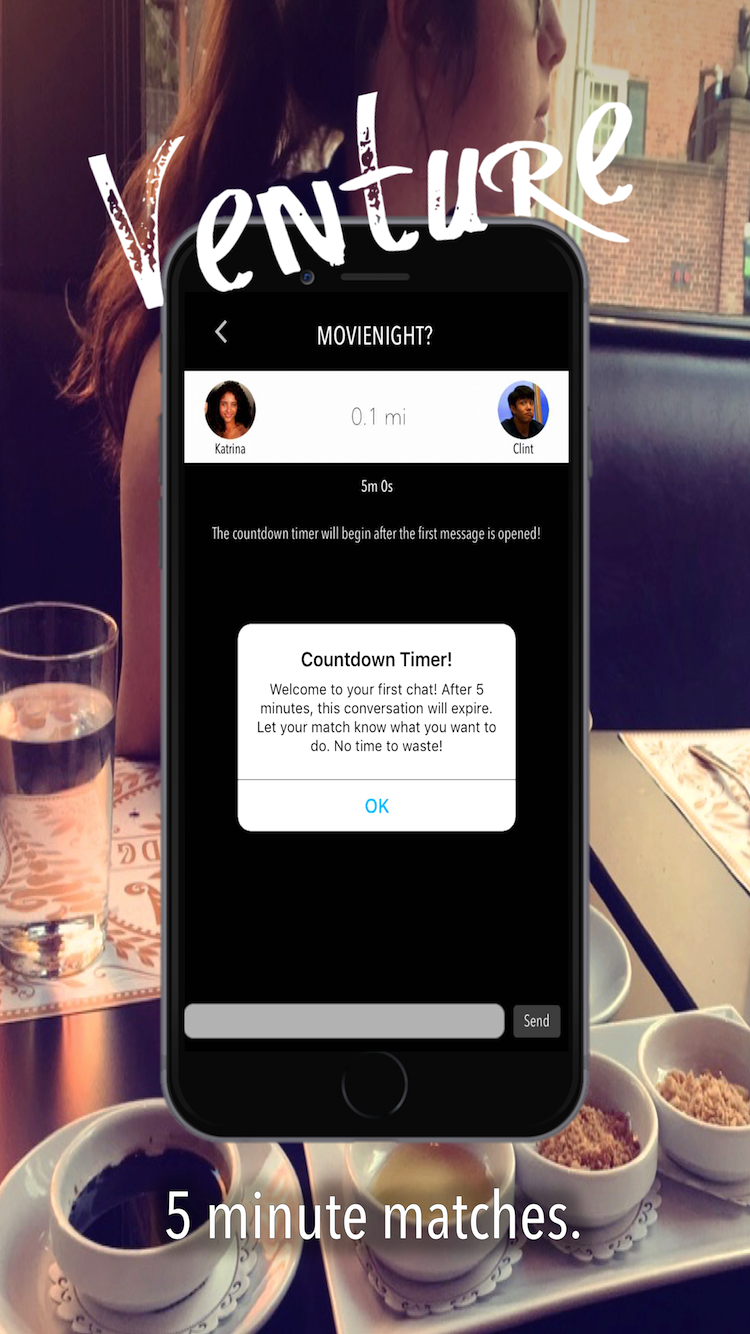 Venture
MOVIENIGHT?
Katrina
0.1 mi
Clint
5m 0s
The countdown timer will begin after the first message is opened!
Countdown Timer!
Welcome to your first chat! After 5
minutes, this conversation will expire.
Let your match know what you want to
do. No time to waste!
OK
Send
5 minute matches.